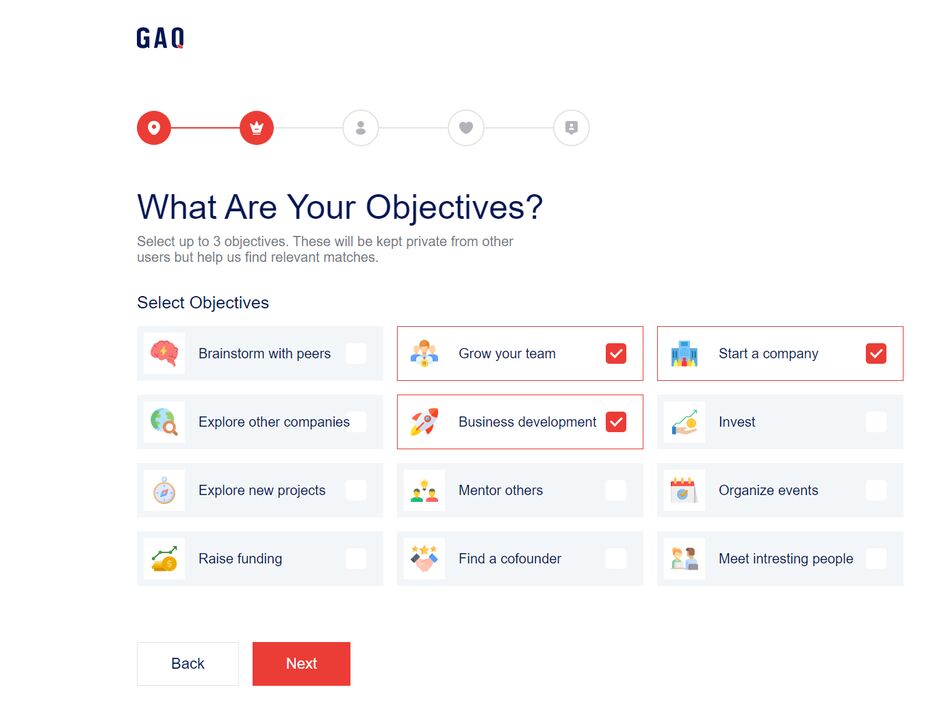 GAQ
What Are Your Objectives?
Select up to 3 objectives. These will be kept private from other
users but help us find relevant matches.
Select Objectives
Brainstorm with peers
Grow your team
Start a company
Explore other companies
Business development
Invest
Explore new projects
Mentor others
Organize events
Raise funding
Find a cofounder
Meet intresting people
Back
Next